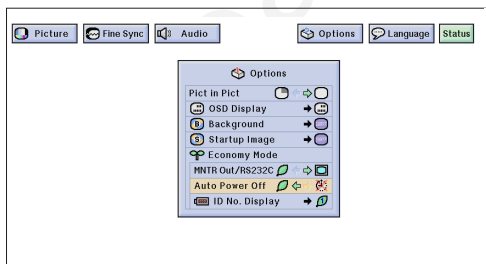 Picture
Fine Sync
Audio
Options
Language
Status
Options
Pict in Pict
OSD Display
B Background
S Startup Image
Economy Mode
MNTR Out/RS232C
Auto Power Off
ID No. Display 1